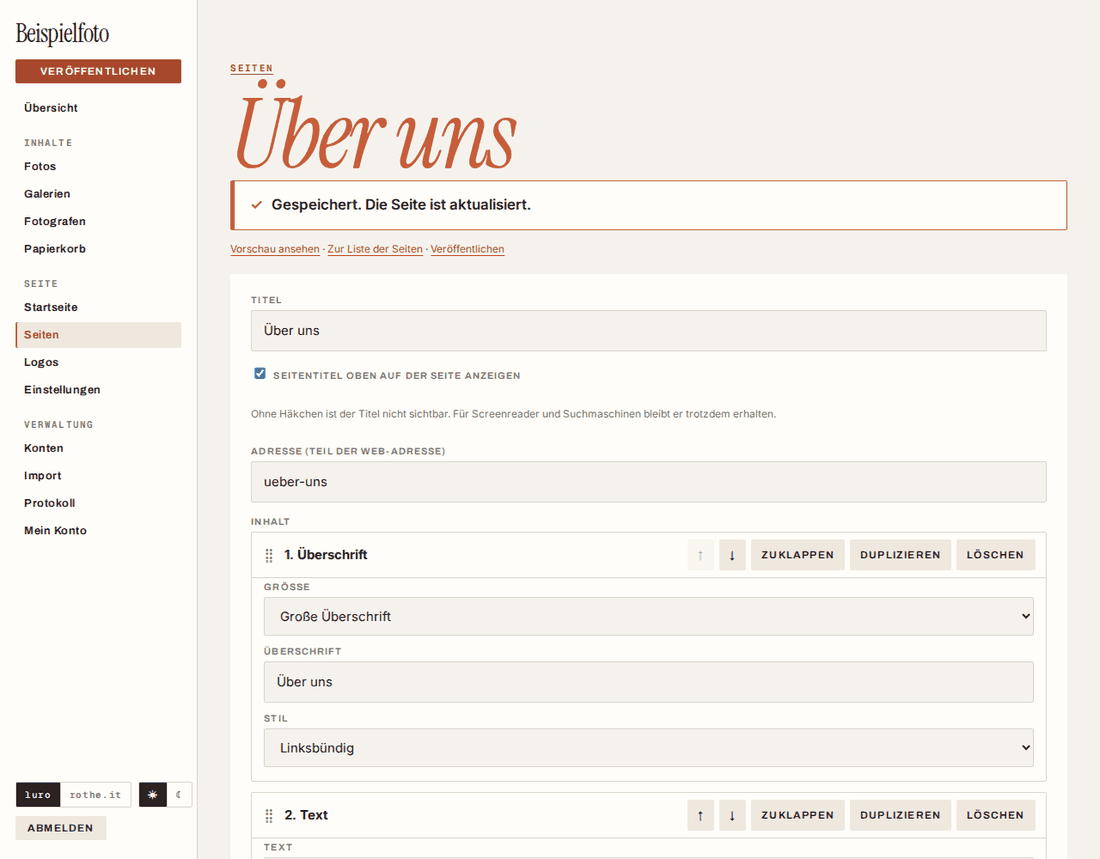 Beispielfoto
VERÖFFENTLICHEN
Übersicht
INHALTE
Fotos
Galerien
Fotografen
Papierkorb
SEITE
Startseite
Seiten
Logos
Einstellungen
VERWALTUNG
Konten
Import
Protokoll
Mein Konto
luro rothe.it
ABMELDEN
SEITEN
Über uns
✓ Gespeichert. Die Seite ist aktualisiert.
Vorschau ansehen · Zur Liste der Seiten · Veröffentlichen
TITEL
Über uns
SEITENTITEL OBEN AUF DER SEITE ANZEIGEN
Ohne Häkchen ist der Titel nicht sichtbar. Für Screenreader und Suchmaschinen bleibt er trotzdem erhalten.
ADRESSE (TEIL DER WEB-ADRESSE)
ueber-uns
INHALT
1. Überschrift ↑ ↓ ZUKLAPPEN DUPLIZIEREN LÖSCHEN
GRÖSSE
Große Überschrift
ÜBERSCHRIFT
Über uns
STIL
Linksbündig
2. Text ↑ ↓ ZUKLAPPEN DUPLIZIEREN LÖSCHEN
TEXT